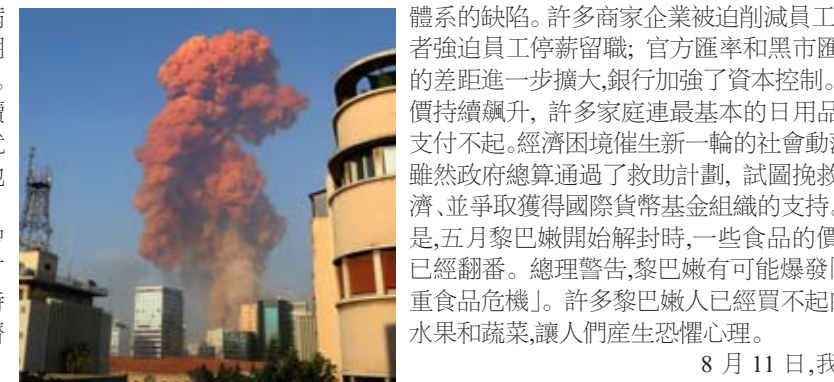 體系的缺陷。許多商家企業被迫削減員工
者強迫員工停薪留職; 官方匯率和黑市匯
的差距進一步擴大,銀行加強了資本控制。
價持續飆升, 許多家庭連最基本的日用品
支付不起。經濟困境催生新一輪的社會動
雖然政府總算通過了救助計劃, 試圖挽救
濟、並爭取獲得國際貨幣基金組織的支持。
是,五月黎巴嫩開始解封時,一些食品的價
已經翻番。總理警告,黎巴嫩有可能爆發「
重食品危機」。許多黎巴嫩人已經買不起
水果和蔬菜,讓人們産生恐懼心理。
8 月 11 日,我